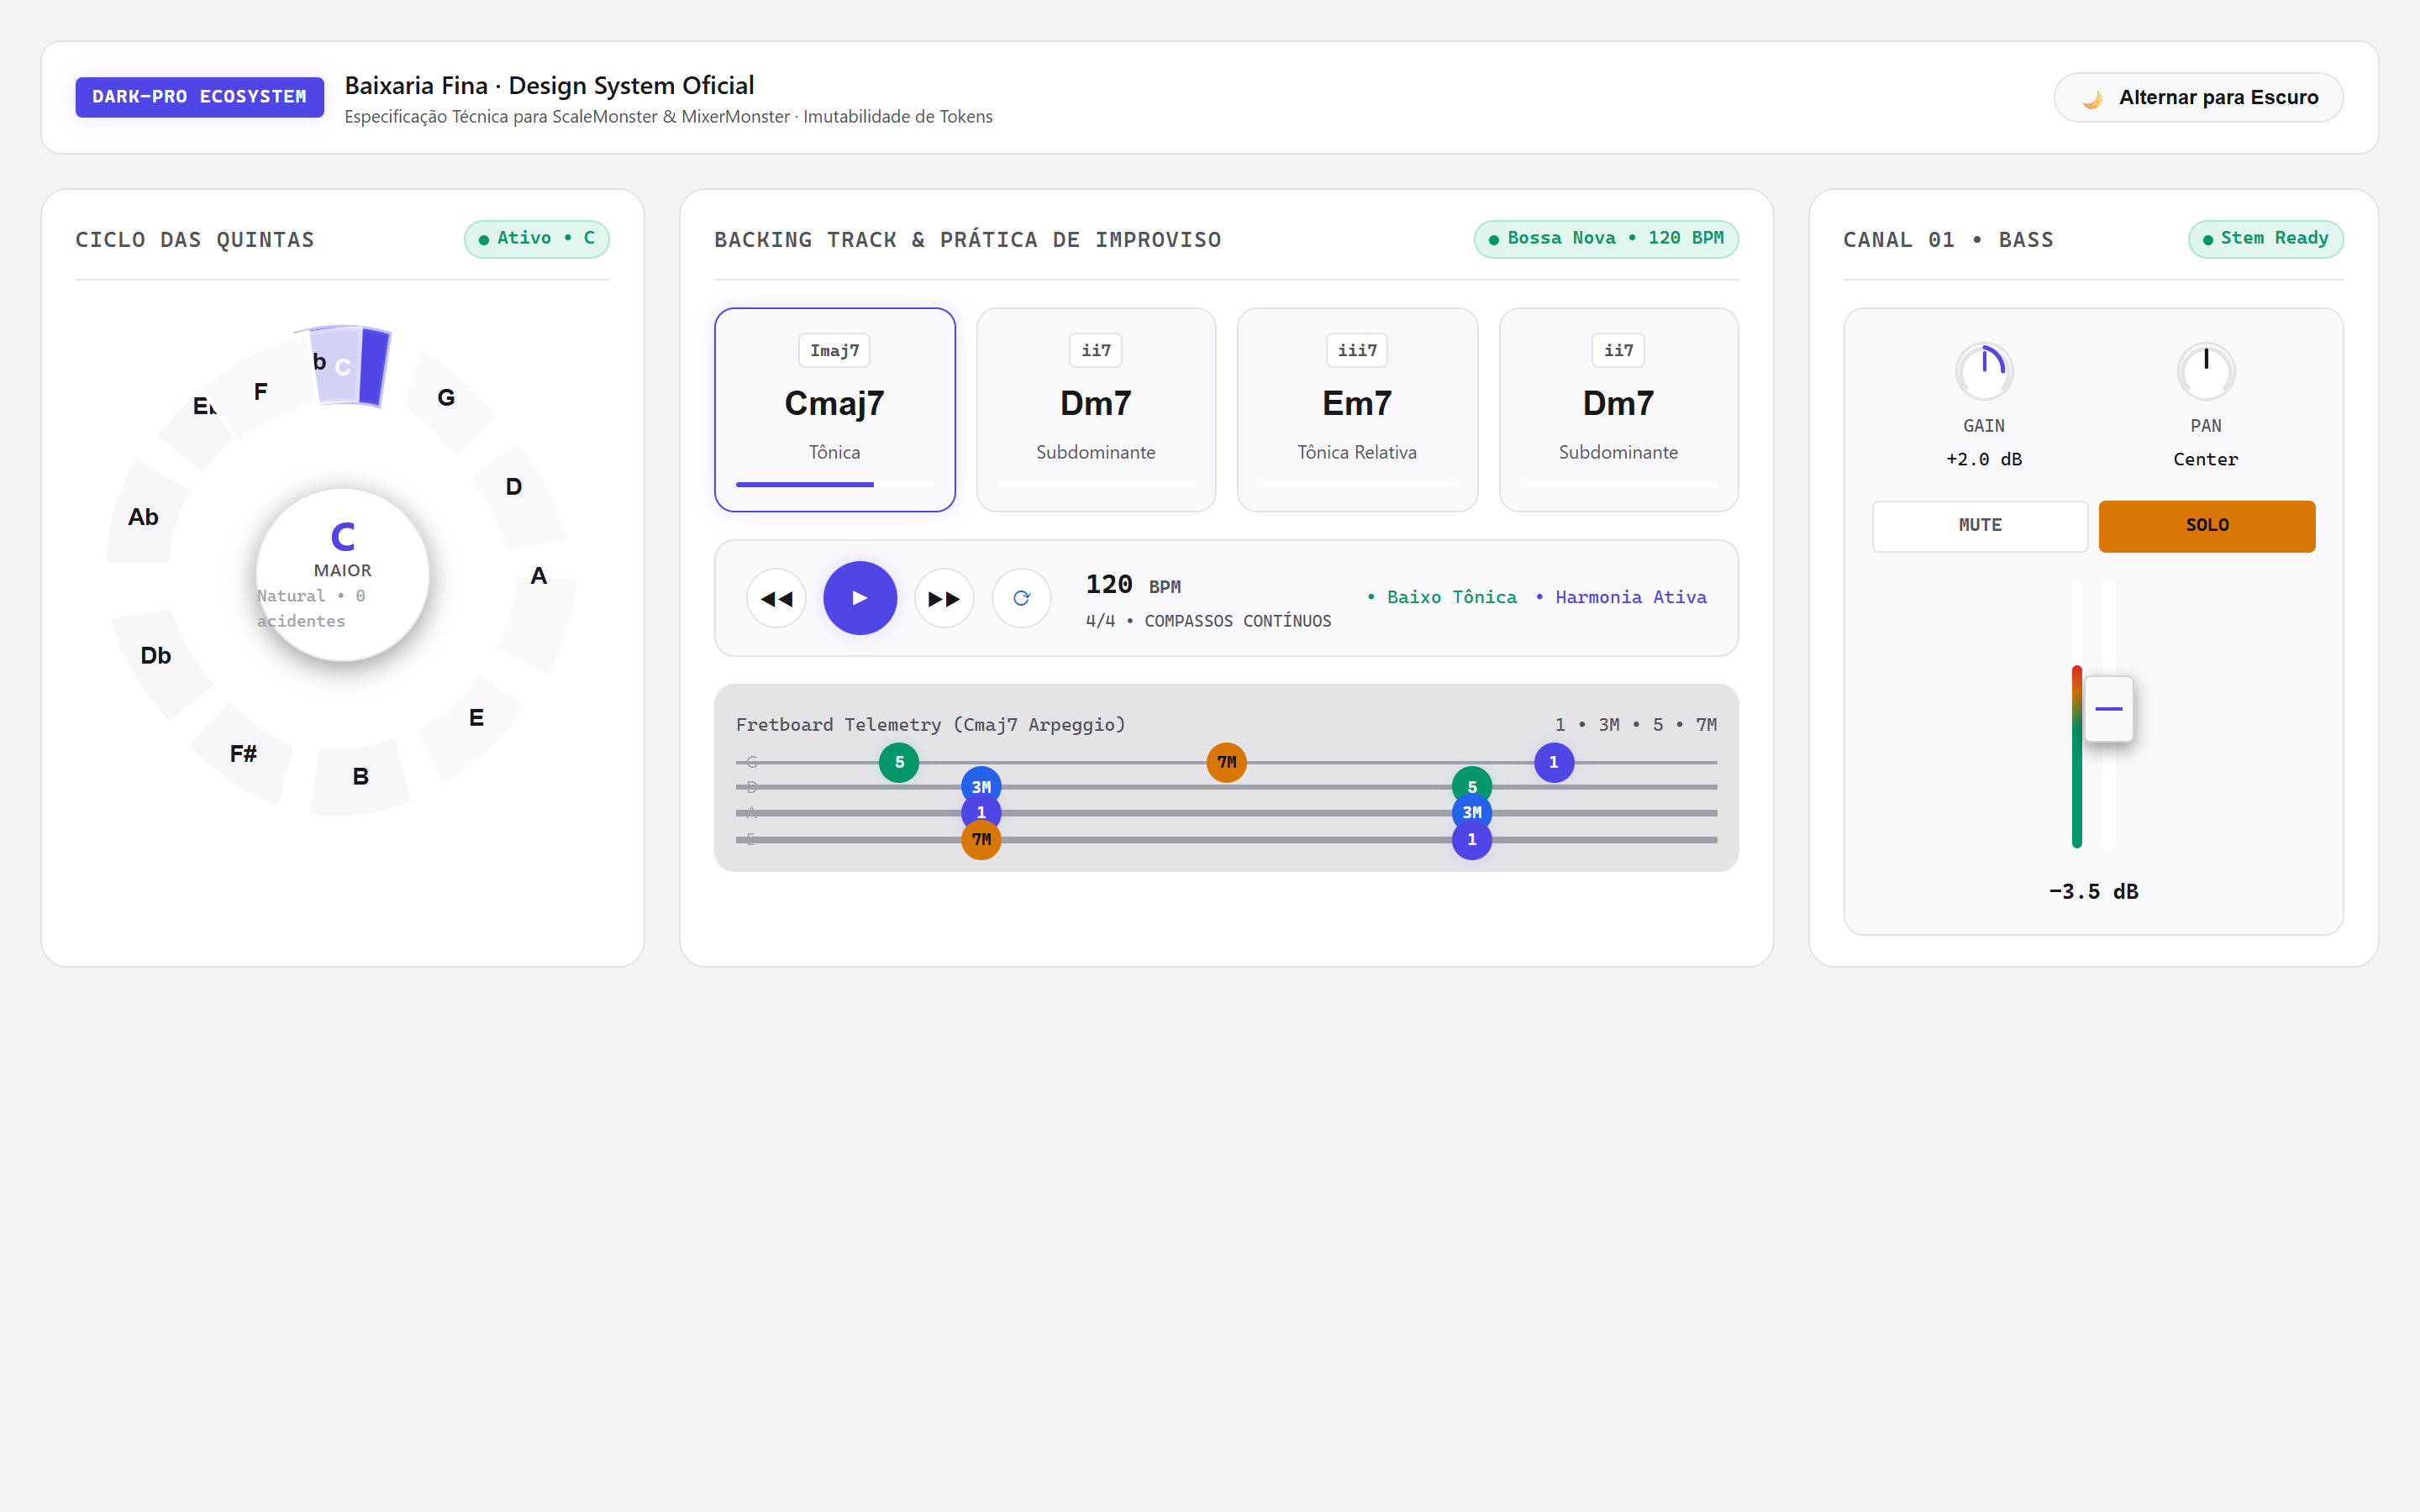 DARK-PRO ECOSYSTEM
Baixaria Fina · Design System Oficial
Especificação Técnica para ScaleMonster & MixerMonster · Imutabilidade de Tokens
Alternar para Escuro
CICLO DAS QUINTAS
Ativo • C
b
C
F
G
D
Ab
A
C
MAIOR
Natural • 0
acidentes
Db
E
F#
B
BACKING TRACK & PRÁTICA DE IMPROVISO
Bossa Nova • 120 BPM
Imaj7
Cmaj7
Tônica
ii7
Dm7
Subdominante
iii7
Em7
Tônica Relativa
ii7
Dm7
Subdominante
120 BPM
4/4 • COMPASSOS CONTÍNUOS
• Baixo Tônica • Harmonia Ativa
Fretboard Telemetry (Cmaj7 Arpeggio) 1 • 3M • 5 • 7M
G 5 7M 1
D 3M 5
A 1 3M
E 7M 1
CANAL 01 • BASS
Stem Ready
GAIN
+2.0 dB
PAN
Center
MUTE
SOLO
−3.5 dB